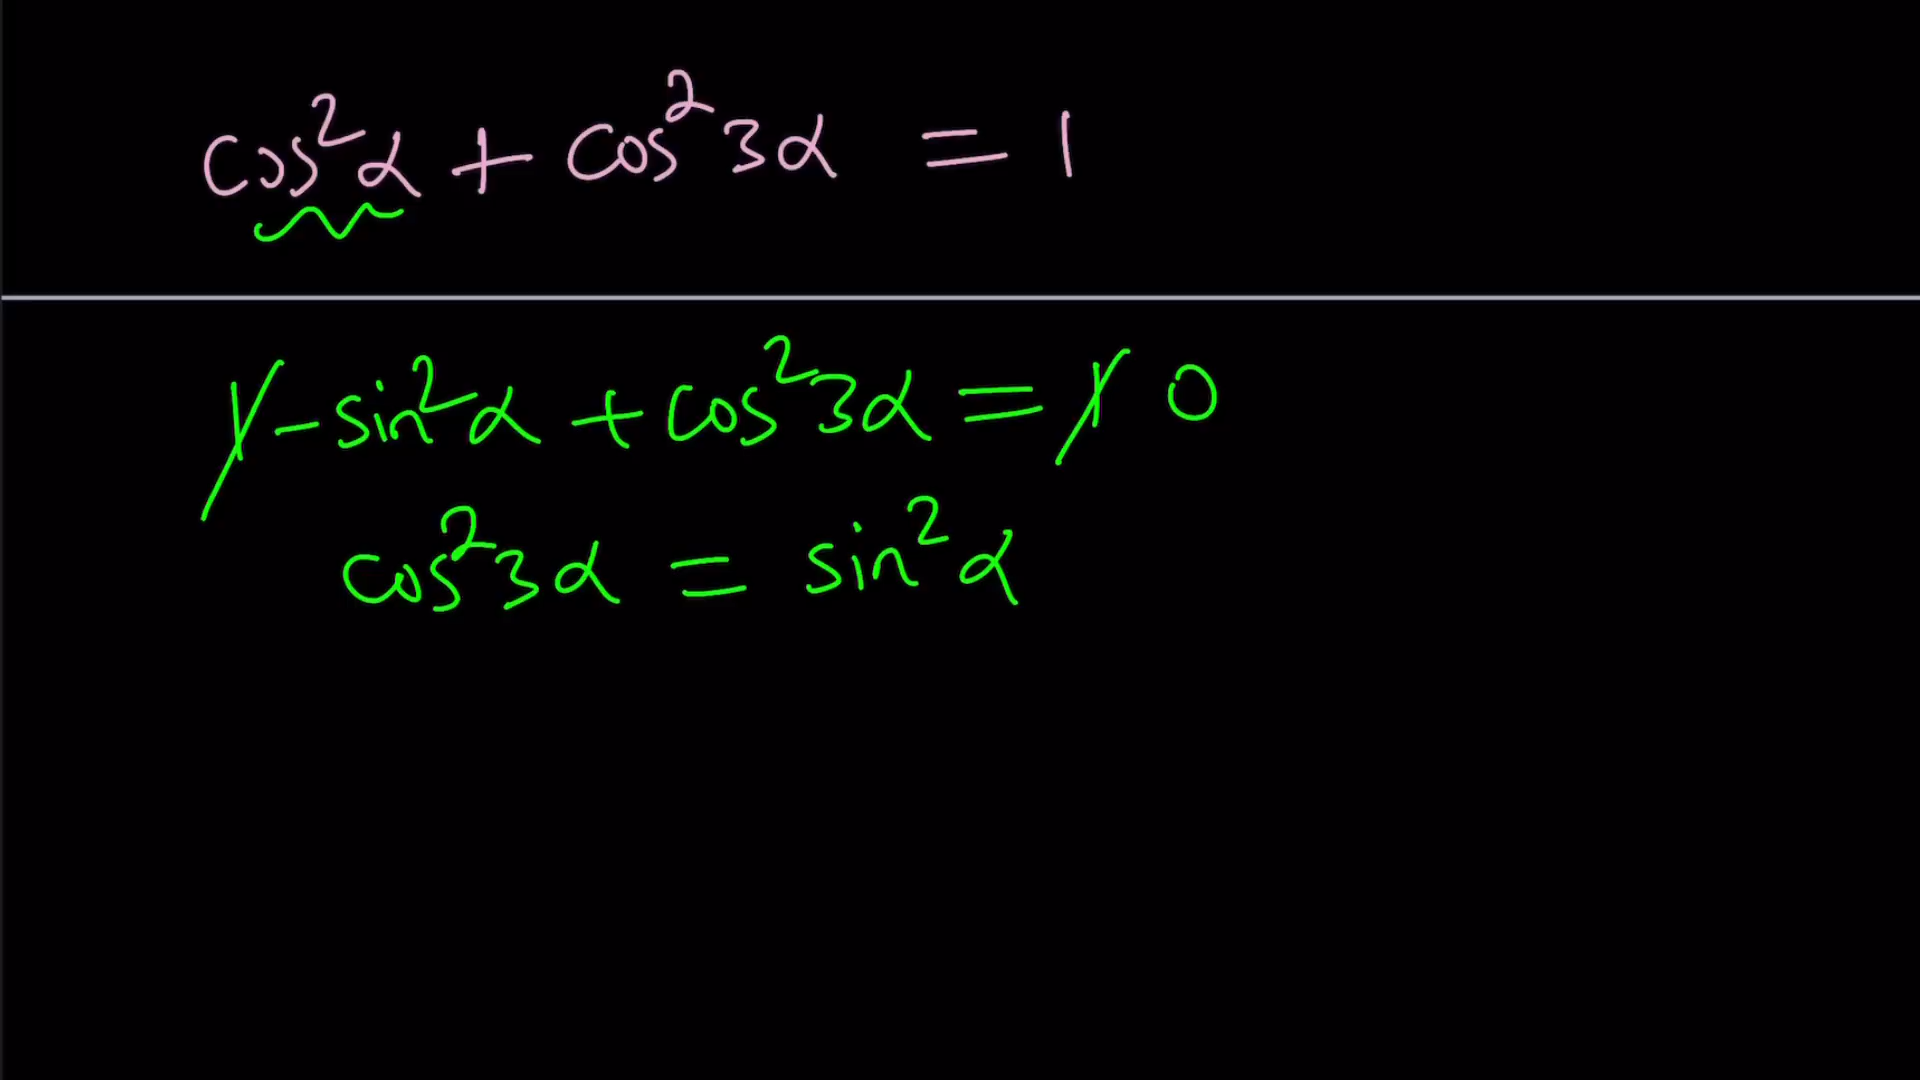 cos²α + cos²3α = 1
1 - sin²α + cos²3α = 1 0
cos²3α = sin²α